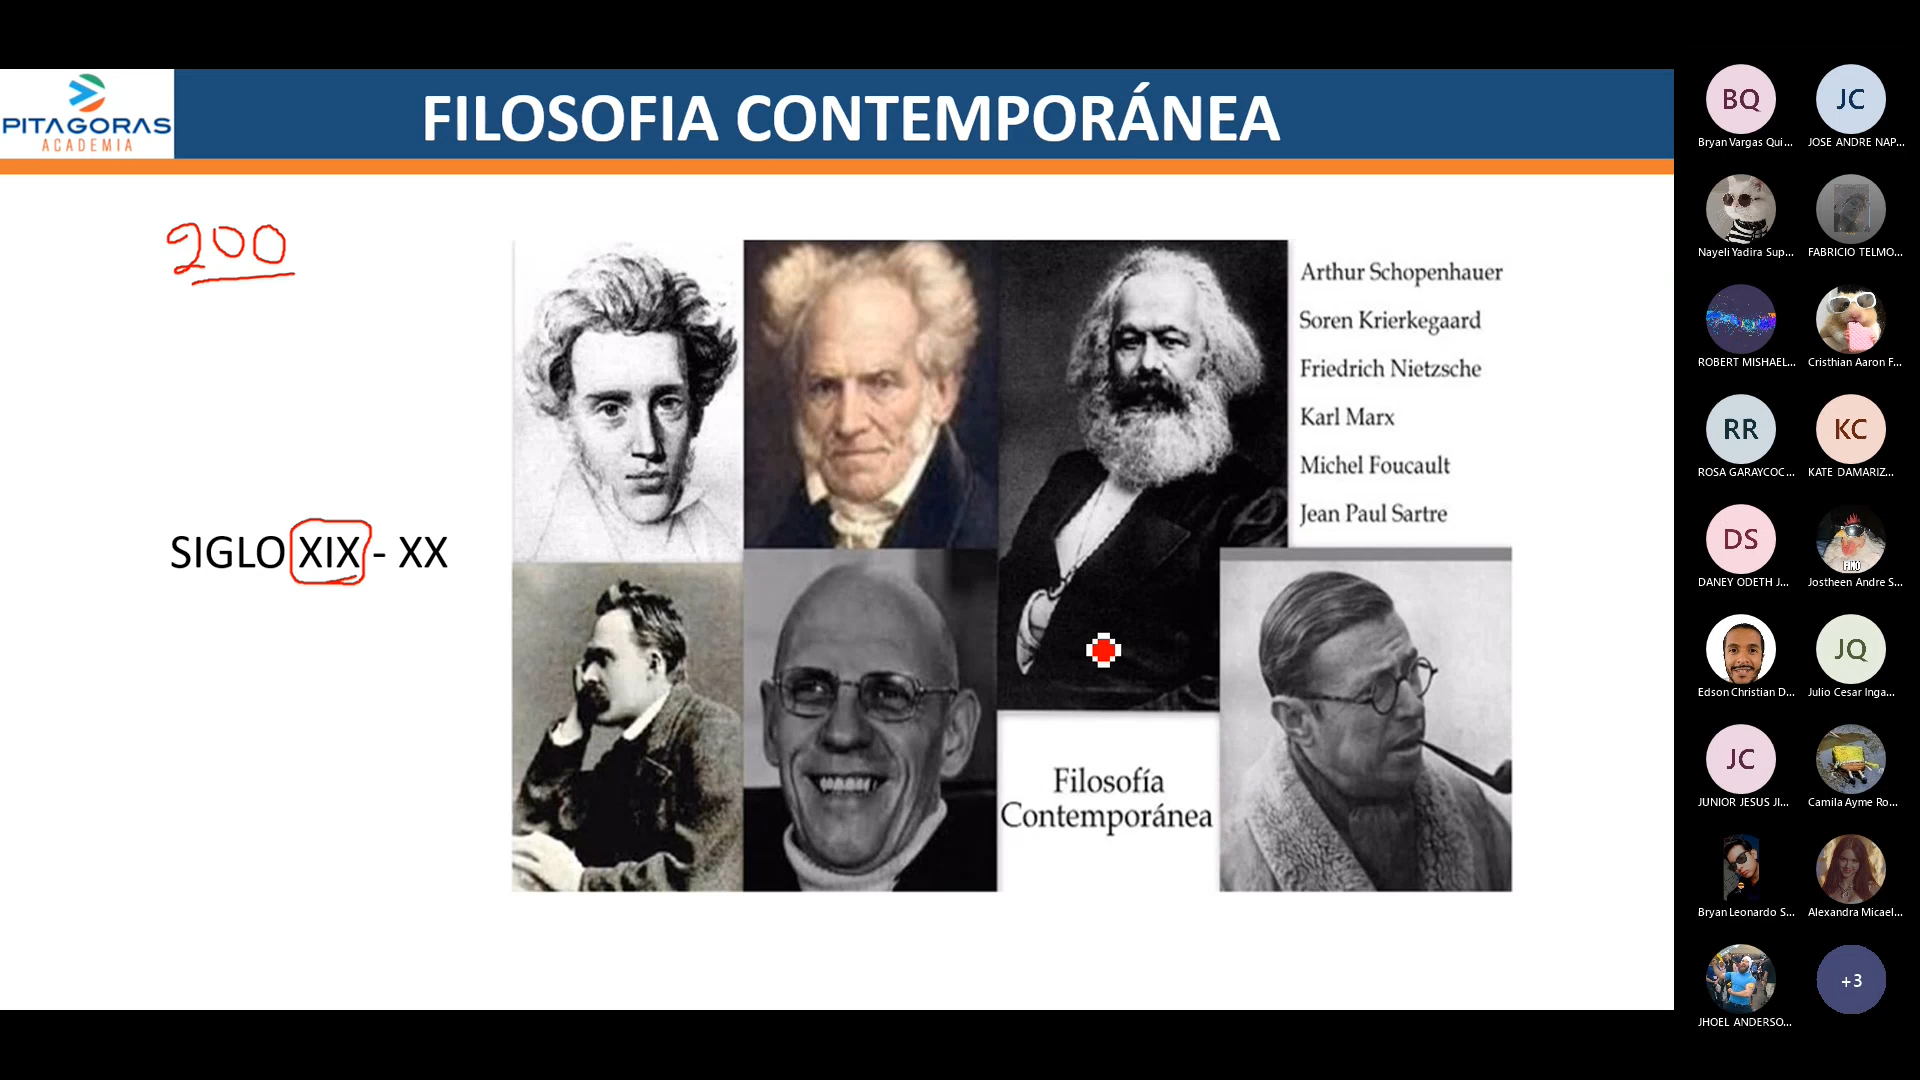 PITAGORAS
ACADEMIA
FILOSOFIA CONTEMPORÁNEA
200
SIGLO XIX - XX
Arthur Schopenhauer
Soren Krierkegaard
Friedrich Nietzsche
Karl Marx
Michel Foucault
Jean Paul Sartre
Filosofía
Contemporánea
BQ
JC
Bryan Vargas Qui...
JOSE ANDRE NAP...
Nayeli Yadira Sup...
FABRICIO TELMO...
ROBERT MISHAEL...
Cristhian Aaron F...
RR
KC
ROSA GARAYCOC...
KATE DAMARIZ...
DS
FINO
DANEY ODETH J...
Jostheen Andre S...
JQ
Edson Christian D...
Julio Cesar Inga...
JC
JUNIOR JESUS JI...
Camila Ayme Ro...
Bryan Leonardo S...
Alexandra Micael...
+3
JHOEL ANDERSO...